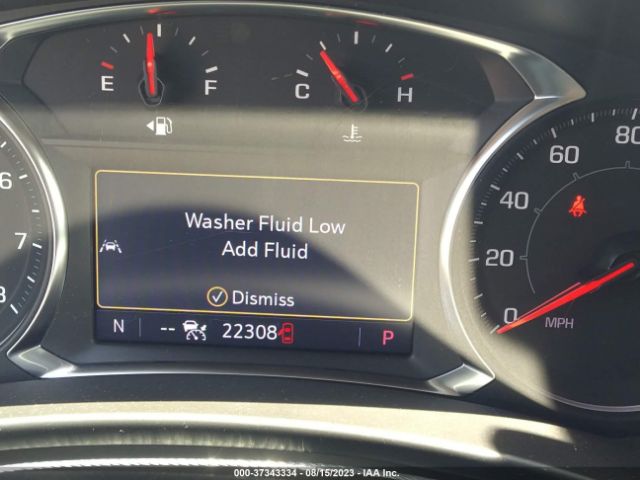 E F
C H
6
7
8
Washer Fluid Low
Add Fluid
Dismiss
N -- 22308 P
0
20
40
60
80
MPH
000-37343334 - 08/15/2023 - IAA Inc.